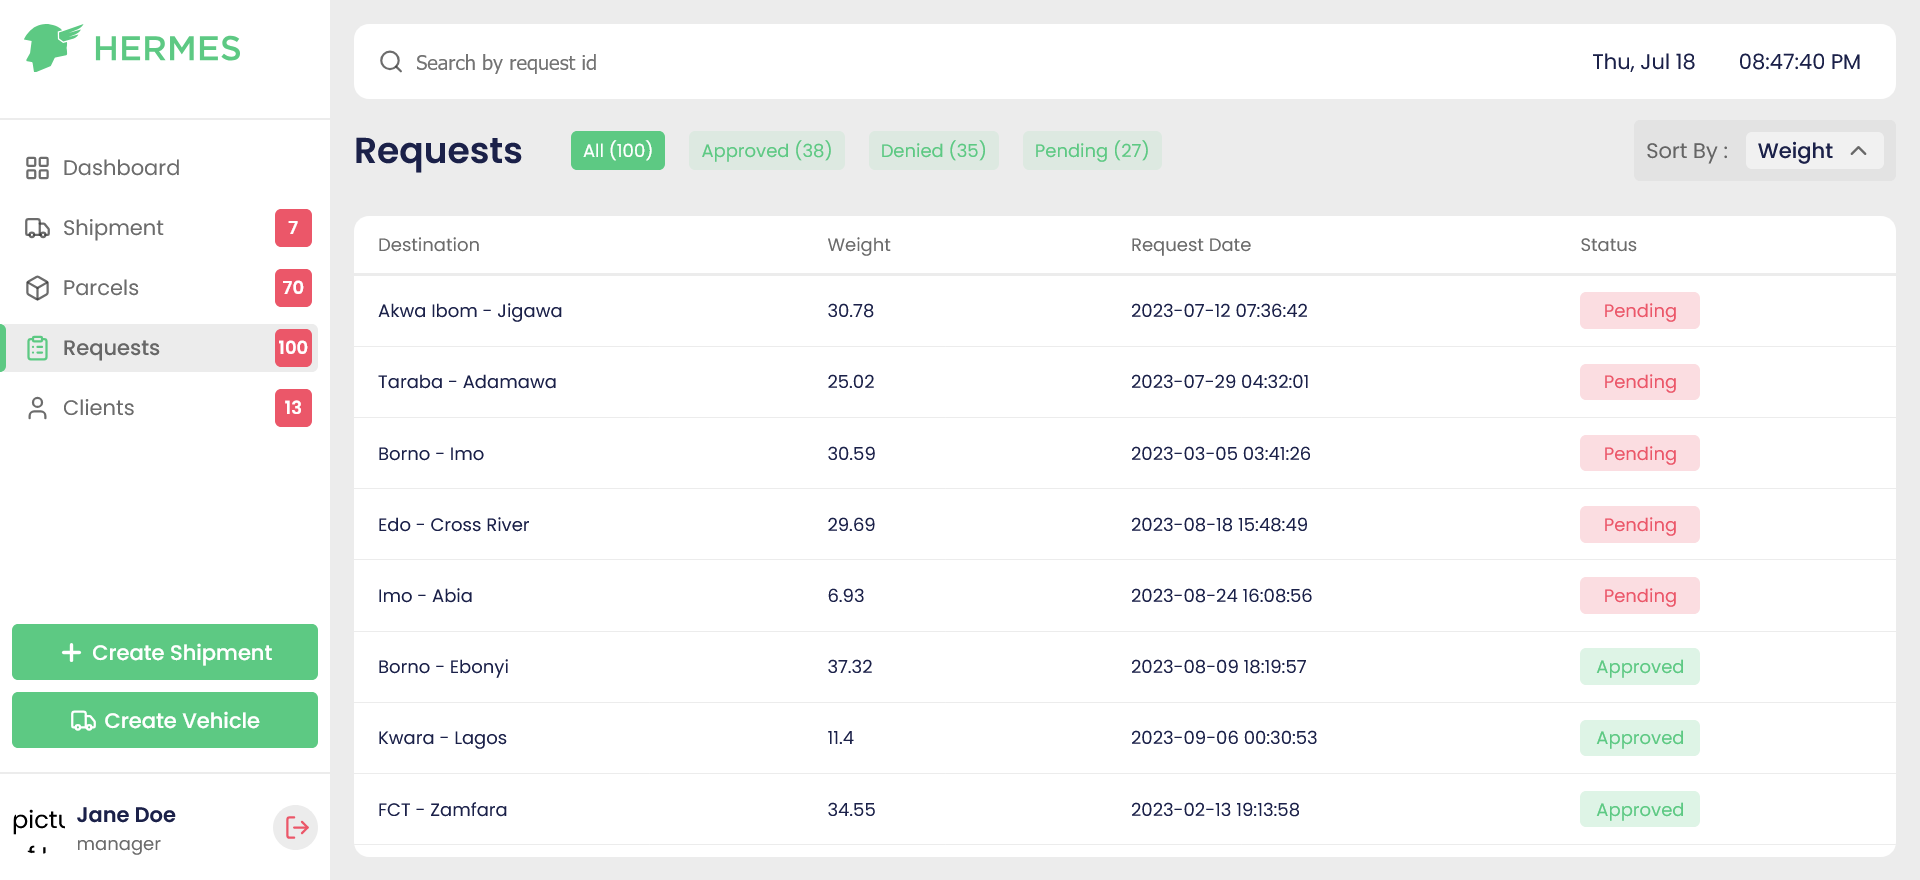 HERMES
Dashboard
Shipment 7
Parcels 70
Requests 100
Clients 13
Create Shipment
Create Vehicle
Jane Doe
manager
Search by request id
Thu, Jul 18 08:47:40 PM
Requests All (100) Approved (38) Denied (35) Pending (27) Sort By : Weight
Destination Weight Request Date Status
Akwa Ibom - Jigawa 30.78 2023-07-12 07:36:42 Pending
Taraba - Adamawa 25.02 2023-07-29 04:32:01 Pending
Borno - Imo 30.59 2023-03-05 03:41:26 Pending
Edo - Cross River 29.69 2023-08-18 15:48:49 Pending
Imo - Abia 6.93 2023-08-24 16:08:56 Pending
Borno - Ebonyi 37.32 2023-08-09 18:19:57 Approved
Kwara - Lagos 11.4 2023-09-06 00:30:53 Approved
FCT - Zamfara 34.55 2023-02-13 19:13:58 Approved